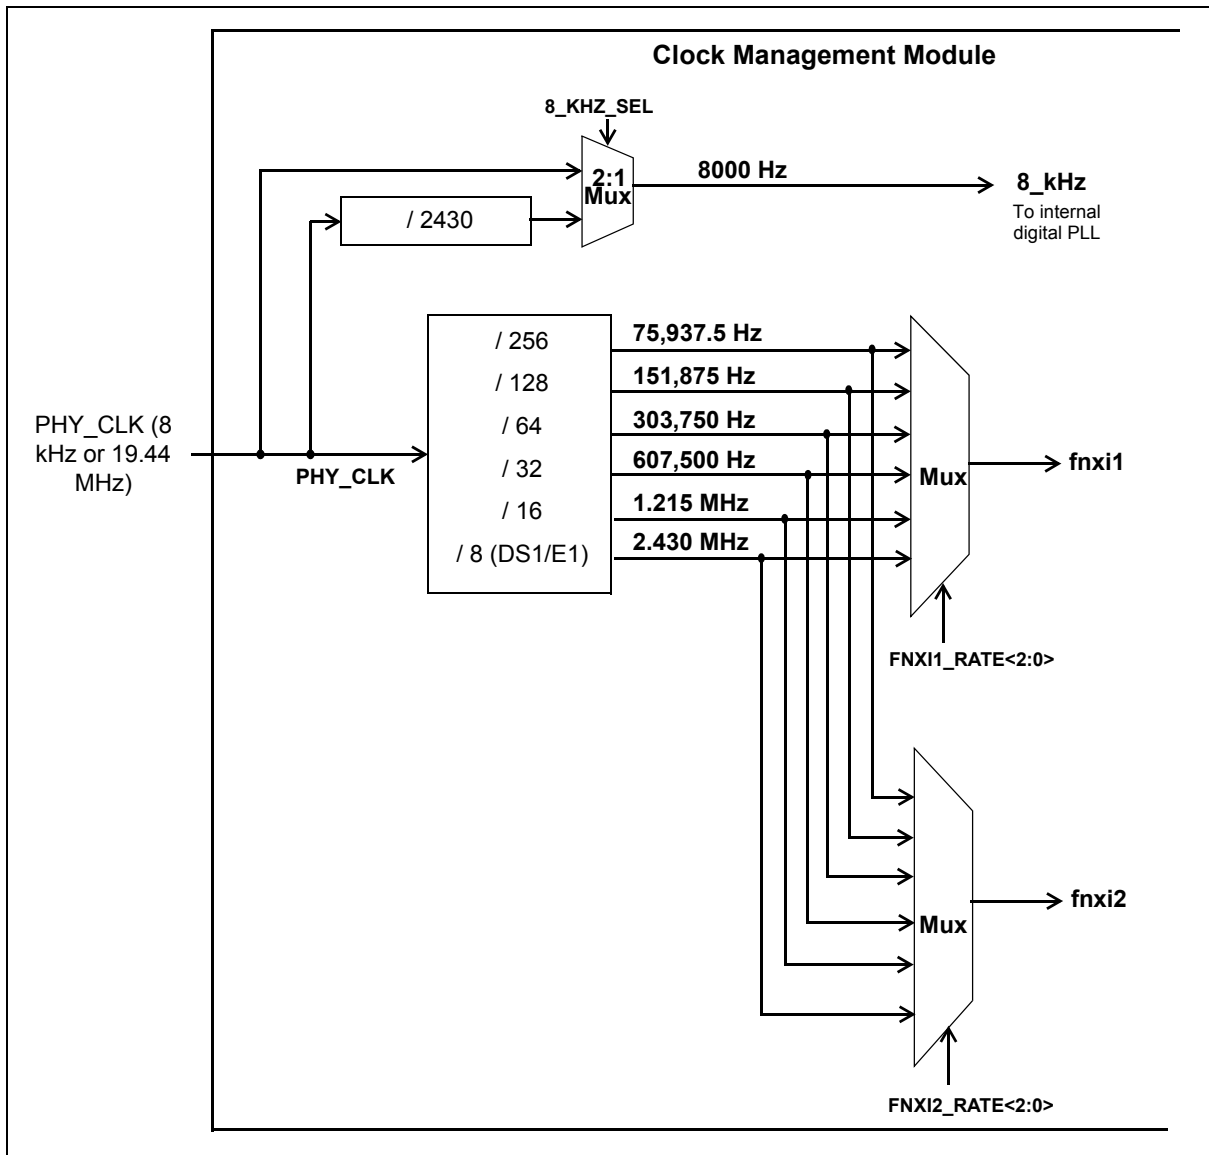 Clock Management Module
8_KHZ_SEL
2:1
Mux
8000 Hz
8_kHz
To internal
digital PLL
/ 2430
/ 256
/ 128
/ 64
/ 32
/ 16
/ 8 (DS1/E1)
75,937.5 Hz
151,875 Hz
303,750 Hz
607,500 Hz
1.215 MHz
2.430 MHz
PHY_CLK (8
kHz or 19.44
MHz)
PHY_CLK
Mux
fnxi1
FNXI1_RATE<2:0>
Mux
fnxi2
FNXI2_RATE<2:0>